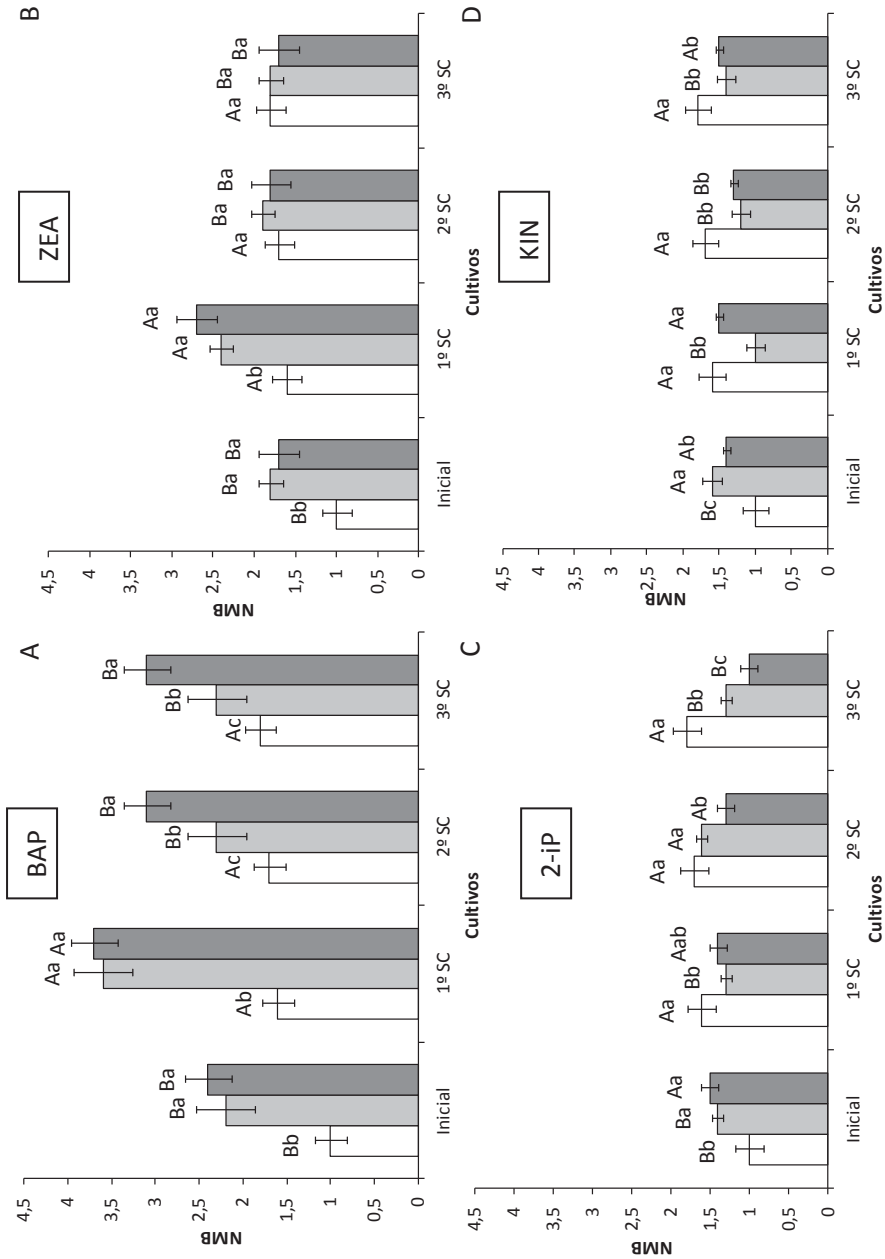 A
BAP
NMB
4,5
4
3,5
3
2,5
2
1,5
1
0,5
0
Bb Ba Ba
Ab Aa Aa
Ac Bb Ba
Ac Bb Ba
Inicial 1º SC 2º SC 3º SC
Cultivos
B
ZEA
NMB
4,5
4
3,5
3
2,5
2
1,5
1
0,5
0
Bb Ba Ba
Ab Aa Aa
Aa Ba Ba
Aa Ba Ba
Inicial 1º SC 2º SC 3º SC
Cultivos
C
2-iP
NMB
4,5
4
3,5
3
2,5
2
1,5
1
0,5
0
Bb Ba Aa
Aa Bb Aab
Aa Aa Ab
Aa Bb Bc
Inicial 1º SC 2º SC 3º SC
Cultivos
D
KIN
NMB
4,5
4
3,5
3
2,5
2
1,5
1
0,5
0
Bc Aa Ab
Aa Bb Aa
Aa Bb Bb
Aa Bb Ab
Inicial 1º SC 2º SC 3º SC
Cultivos